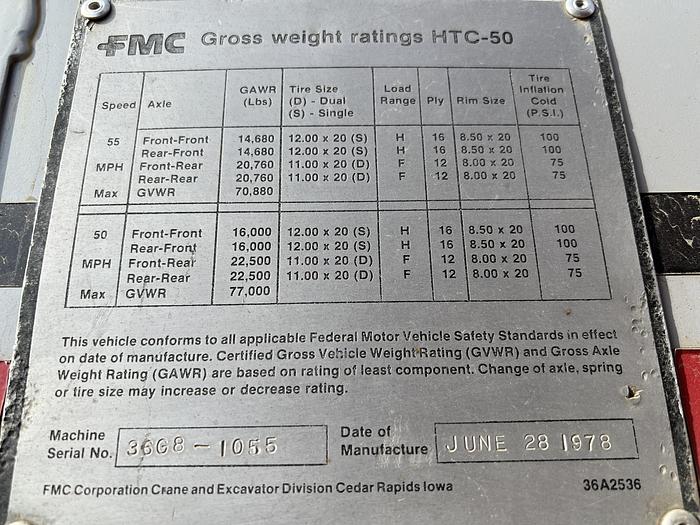 FMC Gross weight ratings HTC-50
Speed Axle GAWR (Lbs) Tire Size (D) - Dual (S) - Single Load Range Ply Rim Size Tire Inflation Cold (P.S.I.)
55 Front-Front 14,680 12.00 x 20 (S) H 16 8.50 x 20 100
Rear-Front 14,680 12.00 x 20 (S) H 16 8.50 x 20 100
MPH Front-Rear 20,760 11.00 x 20 (D) F 12 8.00 x 20 75
Rear-Rear 20,760 11.00 x 20 (D) F 12 8.00 x 20 75
Max GVWR 70,880
50 Front-Front 16,000 12.00 x 20 (S) H 16 8.50 x 20 100
Rear-Front 16,000 12.00 x 20 (S) H 16 8.50 x 20 100
MPH Front-Rear 22,500 11.00 x 20 (D) F 12 8.00 x 20 75
Rear-Rear 22,500 11.00 x 20 (D) F 12 8.00 x 20 75
Max GVWR 77,000
This vehicle conforms to all applicable Federal Motor Vehicle Safety Standards in effect
on date of manufacture. Certified Gross Vehicle Weight Rating (GVWR) and Gross Axle
Weight Rating (GAWR) are based on rating of least component. Change of axle, spring
or tire size may increase or decrease rating.
Machine Serial No. 36G8-1055 Date of Manufacture JUNE 28 1978
FMC Corporation Crane and Excavator Division Cedar Rapids Iowa 36A2536